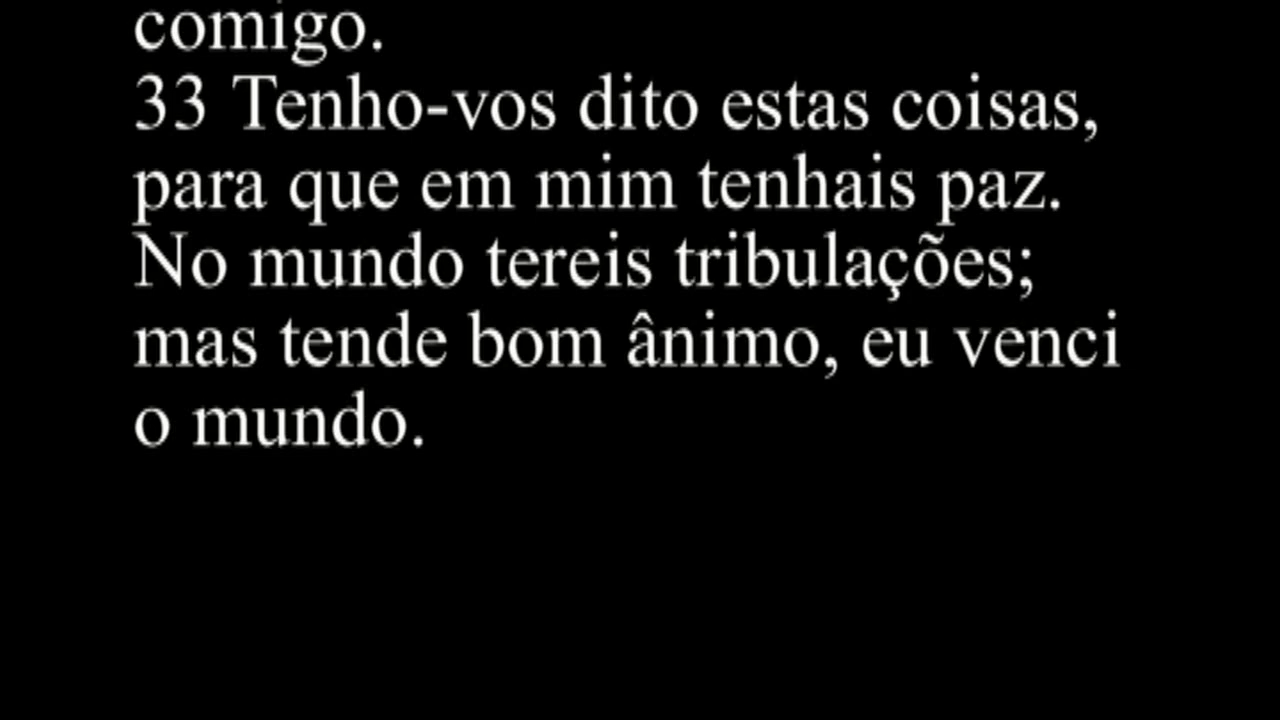 comigo.
33 Tenho-vos dito estas coisas,
para que em mim tenhais paz.
No mundo tereis tribulações;
mas tende bom ânimo, eu venci
o mundo.